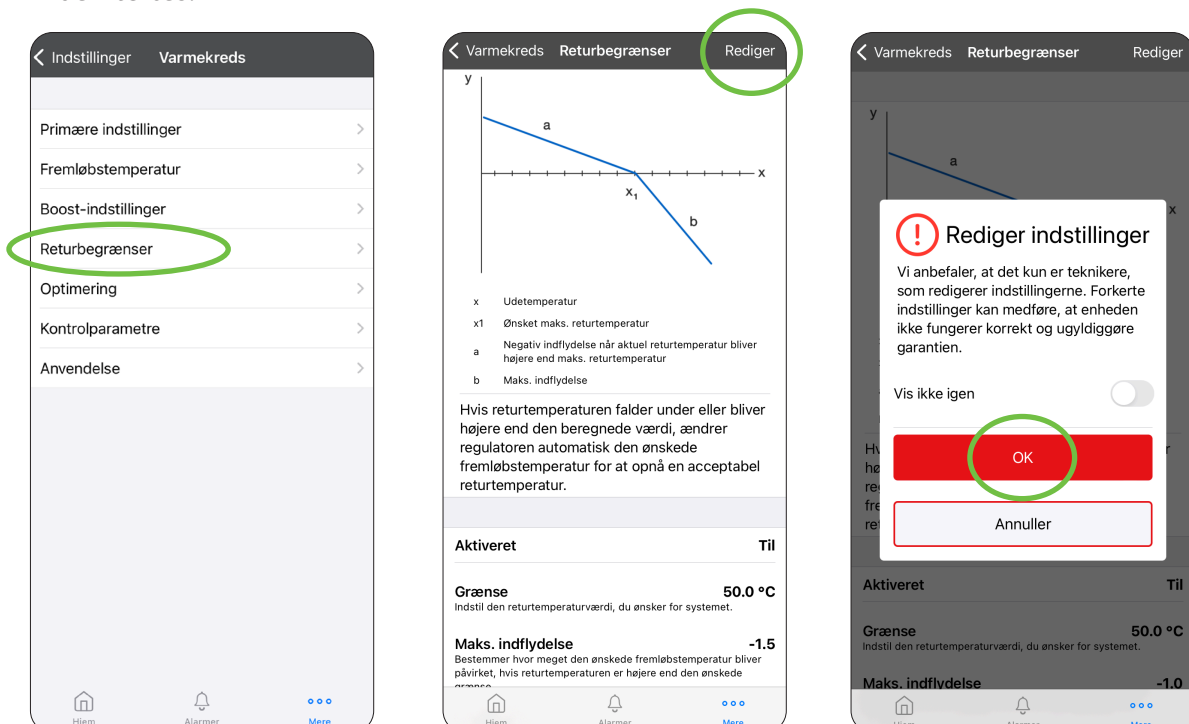 Indstillinger Varmekreds
Primære indstillinger
Fremløbstemperatur
Boost-indstillinger
Returbegrænser
Optimering
Kontrolparametre
Anvendelse
Hjem Alarmer Mere
Varmekreds Returbegrænser Rediger
y
a
x
x1
b
x Udetemperatur
x1 Ønsket maks. returtemperatur
a Negativ indflydelse når aktuel returtemperatur bliver
højere end maks. returtemperatur
b Maks. indflydelse
Hvis returtemperaturen falder under eller bliver
højere end den beregnede værdi, ændrer
regulatoren automatisk den ønskede
fremløbstemperatur for at opnå en acceptabel
returtemperatur.
Aktiveret Til
Grænse 50.0 °C
Indstil den returtemperaturværdi, du ønsker for systemet.
Maks. indflydelse -1.5
Bestemmer hvor meget den ønskede fremløbstemperatur bliver
påvirket, hvis returtemperaturen er højere end den ønskede
grænse
Hjem Alarmer Mere
Varmekreds Returbegrænser Rediger
y
a
x
! Rediger indstillinger
Vi anbefaler, at det kun er teknikere,
som redigerer indstillingerne. Forkerte
indstillinger kan medføre, at enheden
ikke fungerer korrekt og ugyldiggøre
garantien.
Vis ikke igen
OK
Annuller
Aktiveret Til
Grænse 50.0 °C
Indstil den returtemperaturværdi, du ønsker for systemet.
Maks. indflydelse -1.0
Hjem Alarmer Mere